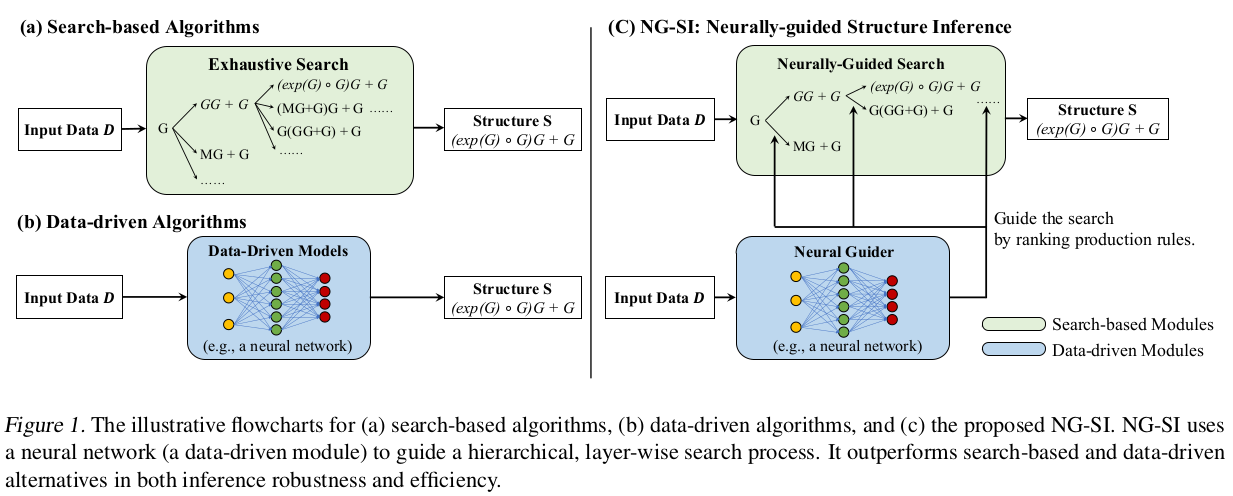 (a) Search-based Algorithms
Exhaustive Search
Input Data D
G
GG + G
MG + G
……
(exp(G) ∘ G)G + G
(MG+G)G + G ……
G(GG+G) + G
……
Structure S
(exp(G) ∘ G)G + G
(b) Data-driven Algorithms
Data-Driven Models
Input Data D
(e.g., a neural network)
Structure S
(exp(G) ∘ G)G + G
(C) NG-SI: Neurally-guided Structure Inference
Neurally-Guided Search
Input Data D
G
GG + G
MG + G
(exp(G) ∘ G)G + G
G(GG+G) + G
……
Structure S
(exp(G) ∘ G)G + G
Guide the search
by ranking production rules.
Neural Guider
Input Data D
(e.g., a neural network)
Search-based Modules
Data-driven Modules
Figure 1. The illustrative flowcharts for (a) search-based algorithms, (b) data-driven algorithms, and (c) the proposed NG-SI. NG-SI uses
a neural network (a data-driven module) to guide a hierarchical, layer-wise search process. It outperforms search-based and data-driven
alternatives in both inference robustness and efficiency.